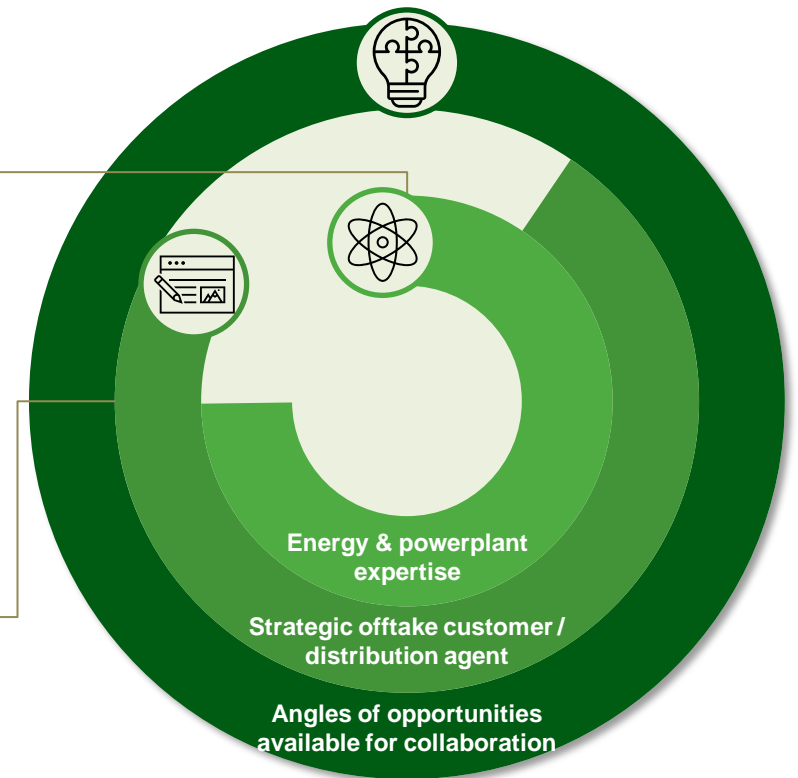 Energy & powerplant
expertise
Strategic offtake customer /
distribution agent
Angles of opportunities
available for collaboration